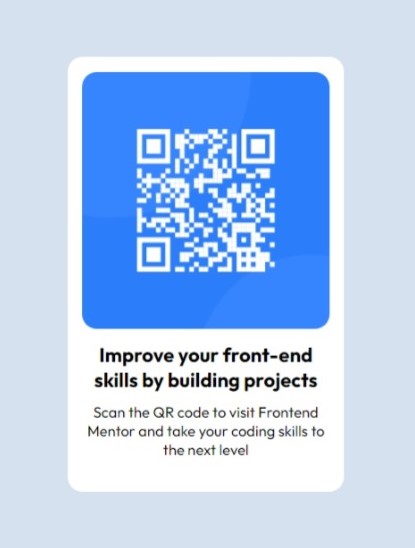 Improve your front-end
skills by building projects
Scan the QR code to visit Frontend
Mentor and take your coding skills to
the next level